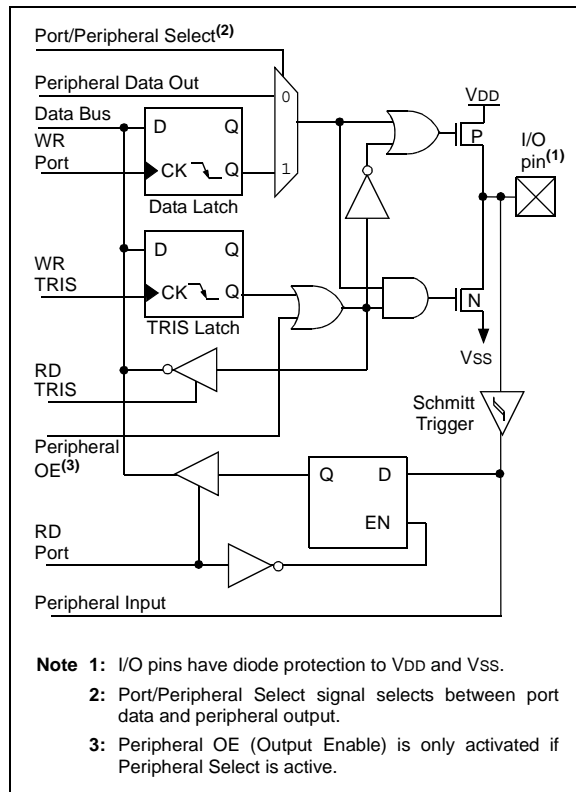 Port/Peripheral Select(2)
Peripheral Data Out
Data Bus
WR
Port
D Q
CK Q
Data Latch
0
1
VDD
P
I/O
pin(1)
WR
TRIS
D Q
CK Q
TRIS Latch
N
VSS
RD
TRIS
Schmitt
Trigger
Peripheral
OE(3)
Q D
EN
RD
Port
Peripheral Input
Note 1: I/O pins have diode protection to VDD and VSS.
2: Port/Peripheral Select signal selects between port
data and peripheral output.
3: Peripheral OE (Output Enable) is only activated if
Peripheral Select is active.